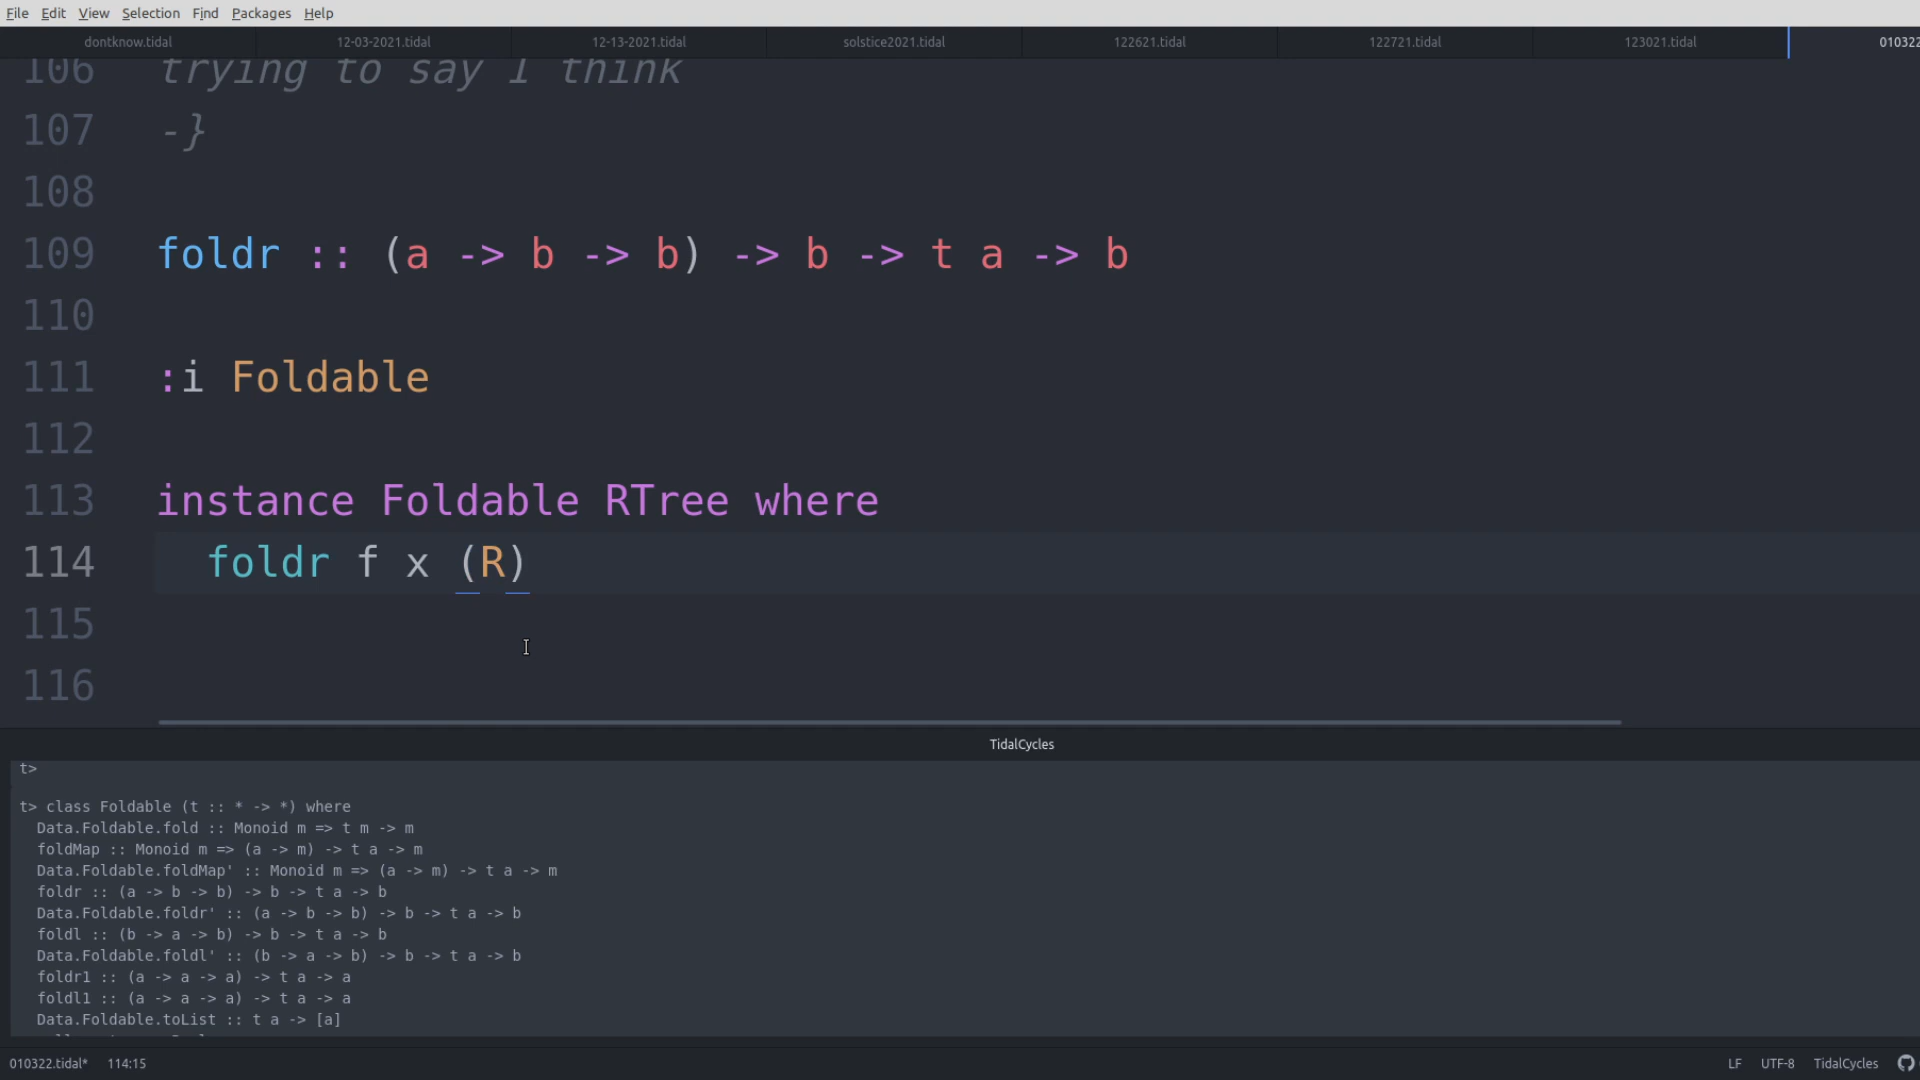 File Edit View Selection Find Packages Help
dontknow.tidal 12-03-2021.tidal 12-13-2021.tidal solstice2021.tidal 122621.tidal 122721.tidal 123021.tidal 010322
106 trying to say I think
107 -}
108
109 foldr :: (a -> b -> b) -> b -> t a -> b
110
111 :i Foldable
112
113 instance Foldable RTree where
114 foldr f x (R)
115
116
TidalCycles
t>
t> class Foldable (t :: * -> *) where
Data.Foldable.fold :: Monoid m => t m -> m
foldMap :: Monoid m => (a -> m) -> t a -> m
Data.Foldable.foldMap' :: Monoid m => (a -> m) -> t a -> m
foldr :: (a -> b -> b) -> b -> t a -> b
Data.Foldable.foldr' :: (a -> b -> b) -> b -> t a -> b
foldl :: (b -> a -> b) -> b -> t a -> b
Data.Foldable.foldl' :: (b -> a -> b) -> b -> t a -> b
foldr1 :: (a -> a -> a) -> t a -> a
foldl1 :: (a -> a -> a) -> t a -> a
Data.Foldable.toList :: t a -> [a]
010322.tidal* 114:15 LF UTF-8 TidalCycles